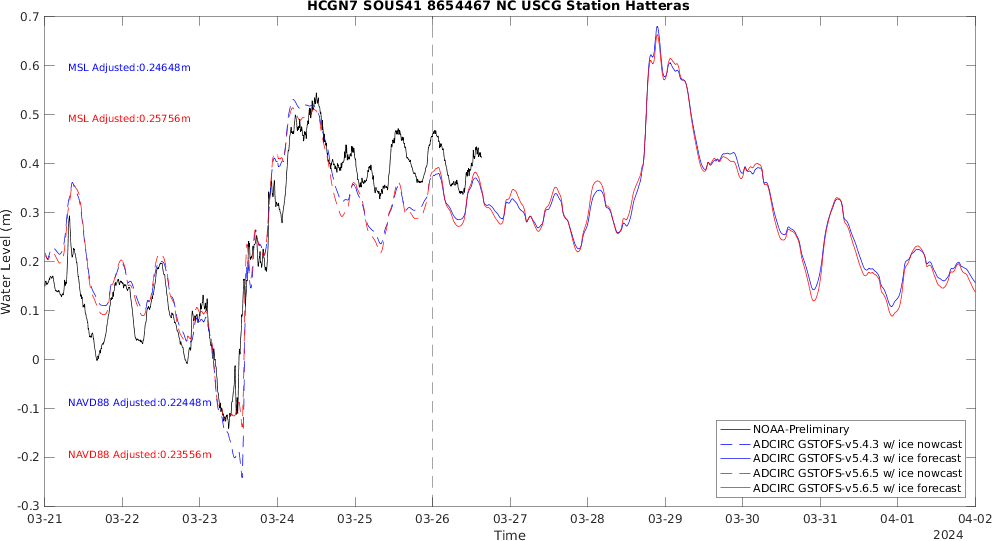 HCGN7 SOUS41 8654467 NC USCG Station Hatteras
0.7
0.6
0.5
0.4
0.3
0.2
0.1
0
-0.1
-0.2
-0.3
Water Level (m)
MSL Adjusted:0.24648m
MSL Adjusted:0.25756m
NAVD88 Adjusted:0.22448m
NAVD88 Adjusted:0.23556m
NOAA-Preliminary
ADCIRC GSTOFS-v5.4.3 w/ ice nowcast
ADCIRC GSTOFS-v5.4.3 w/ ice forecast
ADCIRC GSTOFS-v5.6.5 w/ ice nowcast
ADCIRC GSTOFS-v5.6.5 w/ ice forecast
03-21 03-22 03-23 03-24 03-25 03-26 03-27 03-28 03-29 03-30 03-31 04-01 04-02
Time
2024